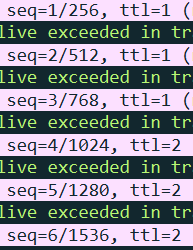 seq=1/256, ttl=1 (
live exceeded in tr
seq=2/512, ttl=1 (
live exceeded in tr
seq=3/768, ttl=1 (
live exceeded in tr
seq=4/1024, ttl=2
live exceeded in tr
seq=5/1280, ttl=2
live exceeded in tr
seq=6/1536, ttl=2